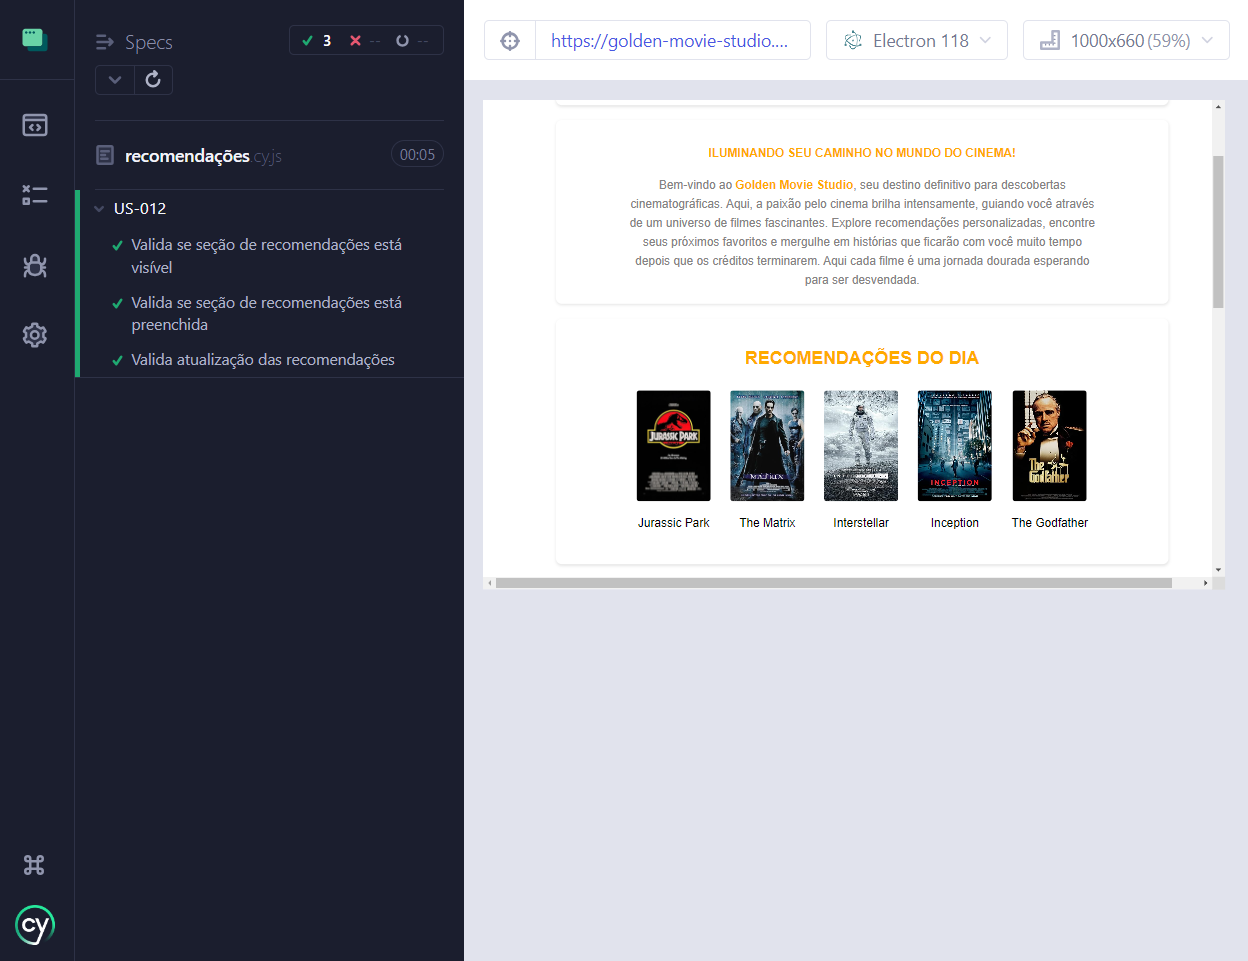 Specs
3 -- --
recomendações cy.js
00:05
US-012
Valida se seção de recomendações está
visível
Valida se seção de recomendações está
preenchida
Valida atualização das recomendações
cy
https://golden-movie-studio....
Electron 118
1000x660 (59%)
ILUMINANDO SEU CAMINHO NO MUNDO DO CINEMA!
Bem-vindo ao Golden Movie Studio, seu destino definitivo para descobertas
cinematográficas. Aqui, a paixão pelo cinema brilha intensamente, guiando você através
de um universo de filmes fascinantes. Explore recomendações personalizadas, encontre
seus próximos favoritos e mergulhe em histórias que ficarão com você muito tempo
depois que os créditos terminarem. Aqui cada filme é uma jornada dourada esperando
para ser desvendada.
RECOMENDAÇÕES DO DIA
JURASSIC PARK
MATRIX
INCEPTION
The
Godfather
Jurassic Park
The Matrix
Interstellar
Inception
The Godfather